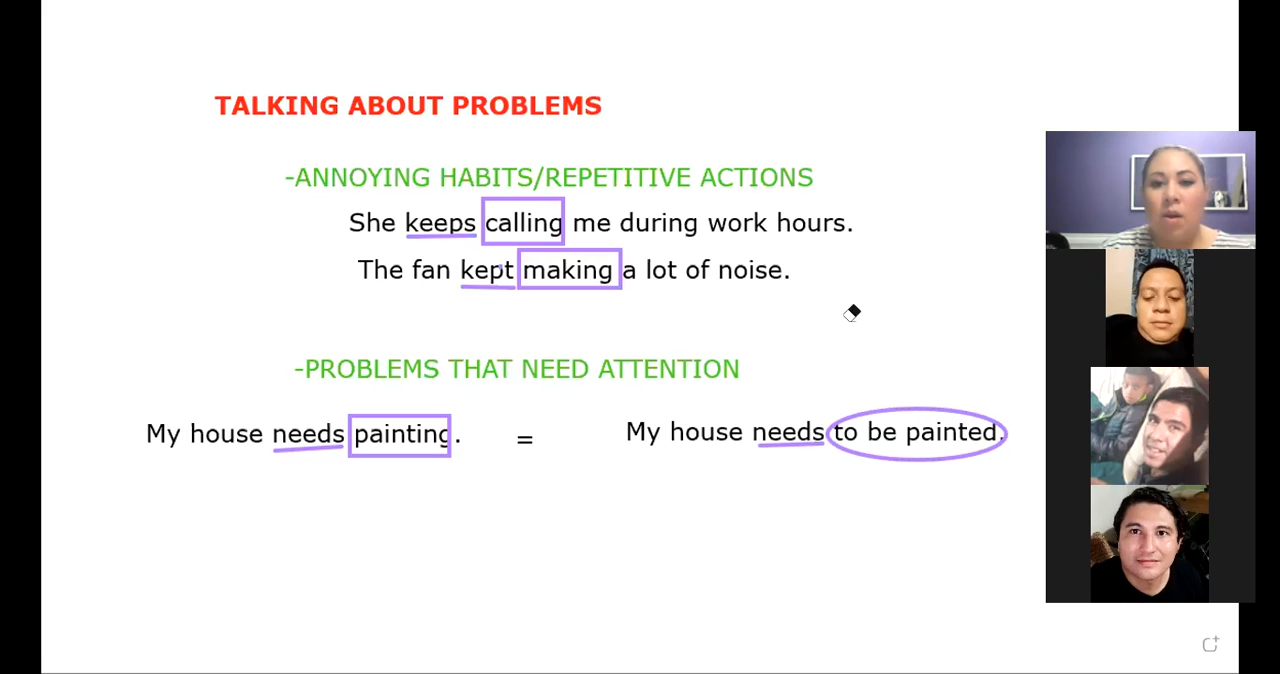 TALKING ABOUT PROBLEMS
-ANNOYING HABITS/REPETITIVE ACTIONS
She keeps calling me during work hours.
The fan kept making a lot of noise.
-PROBLEMS THAT NEED ATTENTION
My house needs painting. = My house needs to be painted.